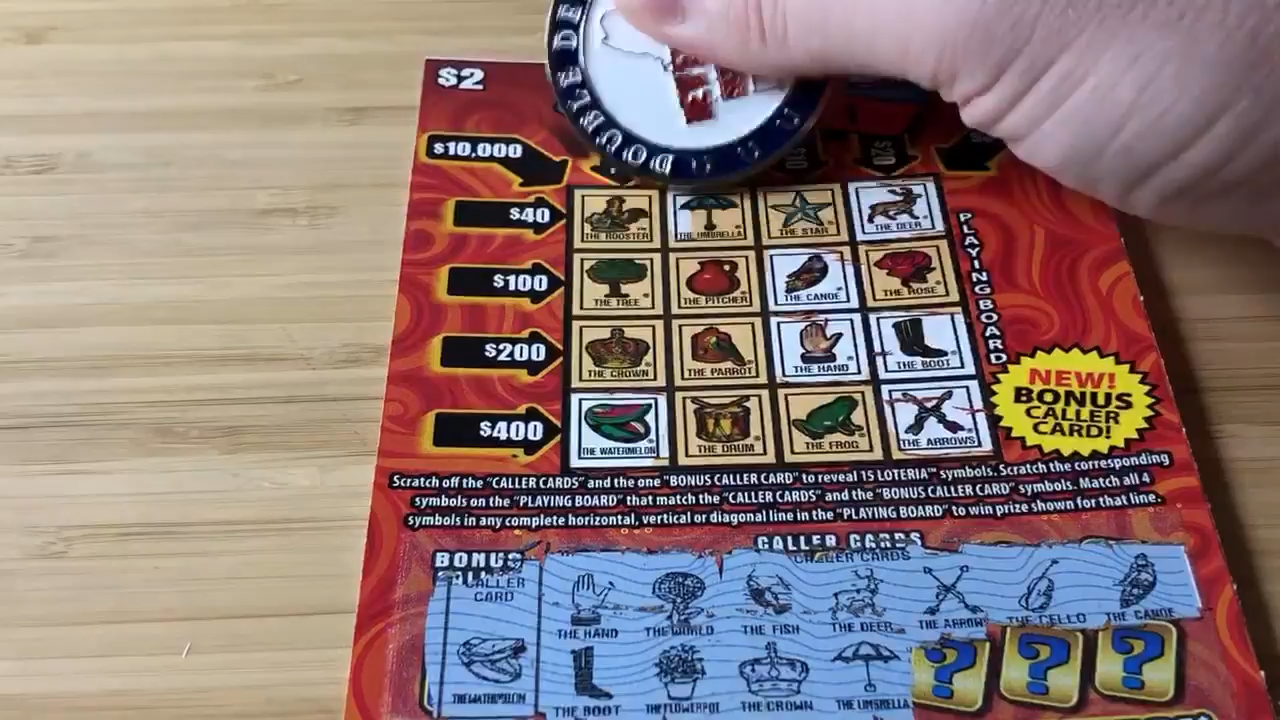 $2
DOUBLE DE
$10,000
$20
$40
THE ROOSTER
THE UMBRELLA
THE STAR
THE DEER
$100
THE TREE
THE PITCHER
THE CANOE
THE ROSE
$200
THE CROWN
THE PARROT
THE HAND
THE BOOT
$400
THE WATERMELON
THE DRUM
THE FROG
THE ARROWS
PLAYING BOARD
NEW!
BONUS
CALLER
CARD!
Scratch off the "CALLER CARDS" and the one "BONUS CALLER CARD" to reveal 15 LOTERIA™ symbols. Scratch the corresponding
symbols on the "PLAYING BOARD" that match the "CALLER CARDS" and the "BONUS CALLER CARD" symbols. Match all 4
symbols in any complete horizontal, vertical or diagonal line in the "PLAYING BOARD" to win prize shown for that line.
CALLER CARDS
CALLER CARDS
BONUS
CALLER
CARD
THE HAND
THE WORLD
THE FISH
THE DEER
THE ARROWS
THE CELLO
THE CANOE
THE WATERMELON
THE BOOT
THE FLOWERPOT
THE CROWN
THE UMBRELLA
? ? ?